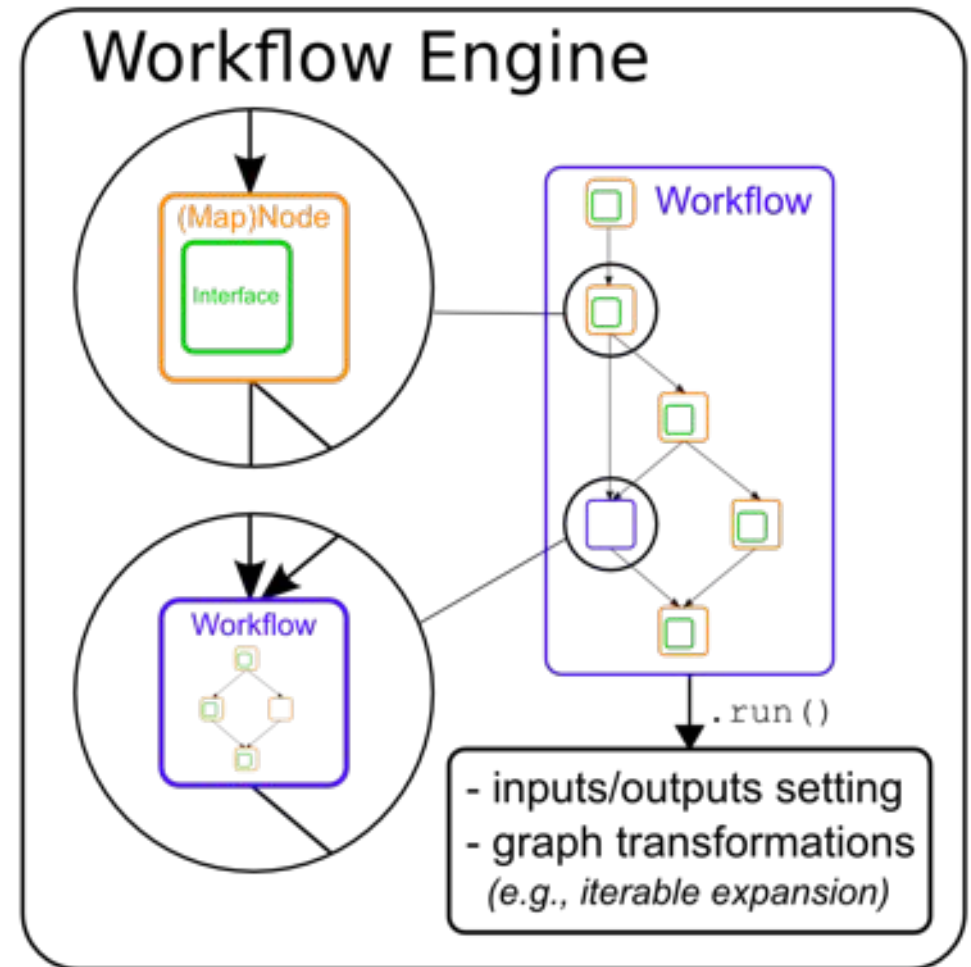 Workflow Engine
(Map)Node
Interface
Workflow
Workflow
.run()
- inputs/outputs setting
- graph transformations
(e.g., iterable expansion)